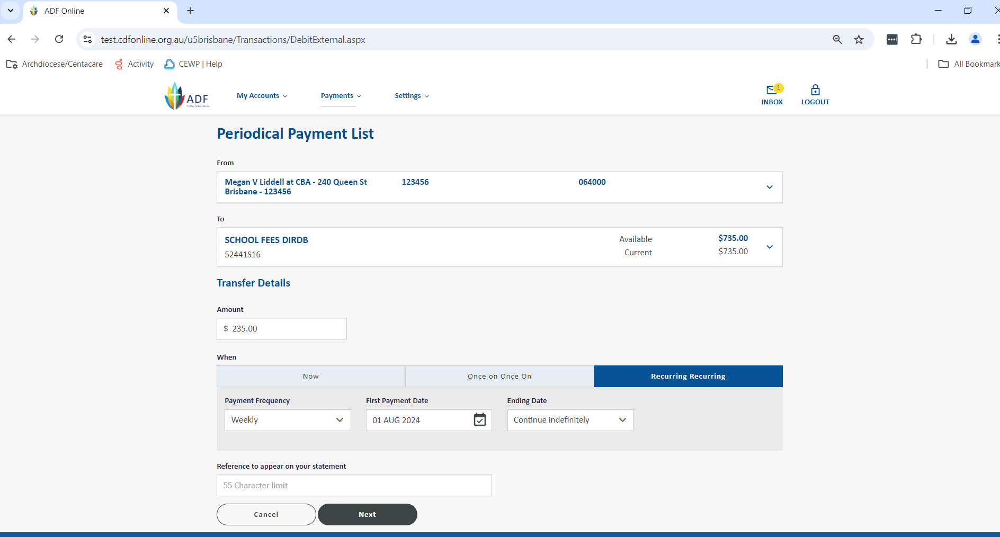 ADF Online
test.cdfonline.org.au/u5brisbane/Transactions/DebitExternal.aspx
Archdiocese/Centacare
Activity
CEWP | Help
All Bookmark
ADF
My Accounts
Payments
Settings
1
INBOX
LOGOUT
Periodical Payment List
From
Megan V Liddell at CBA - 240 Queen St 123456 064000
Brisbane - 123456
To
SCHOOL FEES DIRDB Available $735.00
52441S16 Current $735.00
Transfer Details
Amount
$ 235.00
When
Now Once on Once On Recurring Recurring
Payment Frequency First Payment Date Ending Date
Weekly 01 AUG 2024 Continue indefinitely
Reference to appear on your statement
55 Character limit
Cancel Next